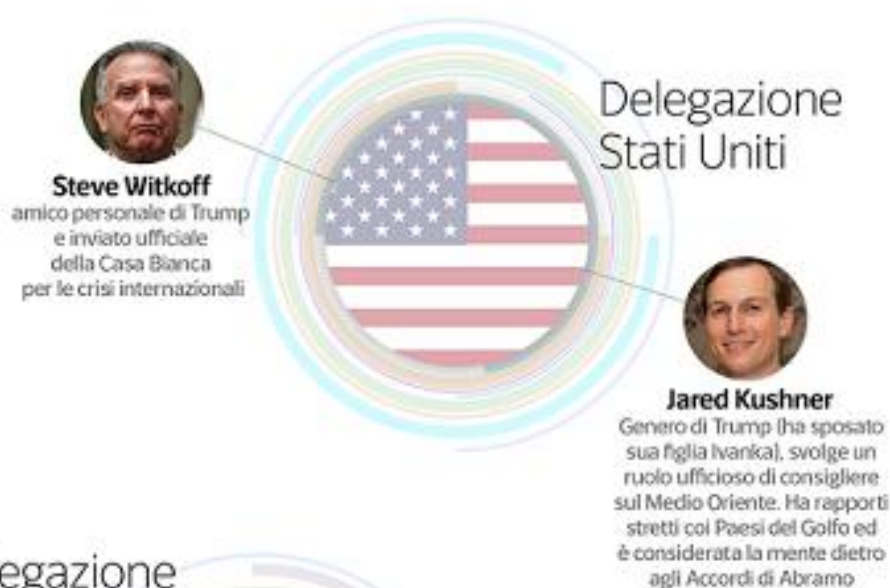 Delegazione
Stati Uniti
Steve Witkoff
amico personale di Trump
e inviato ufficiale
della Casa Bianca
per le crisi internazionali
Jared Kushner
Genero di Trump (ha sposato
sua figlia Ivanka), svolge un
ruolo ufficioso di consigliere
sul Medio Oriente. Ha rapporti
stretti coi Paesi del Golfo ed
è considerata la mente dietro
agli Accordi di Abramo
egazione